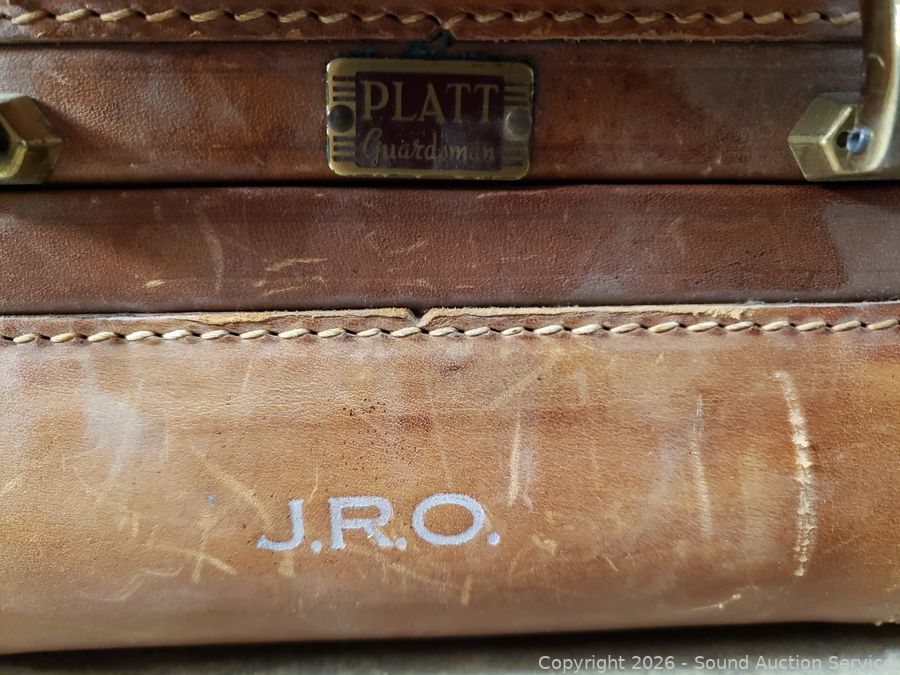 PLATT
Guardsman
J.R.O.
Copyright 2026 - Sound Auction Service